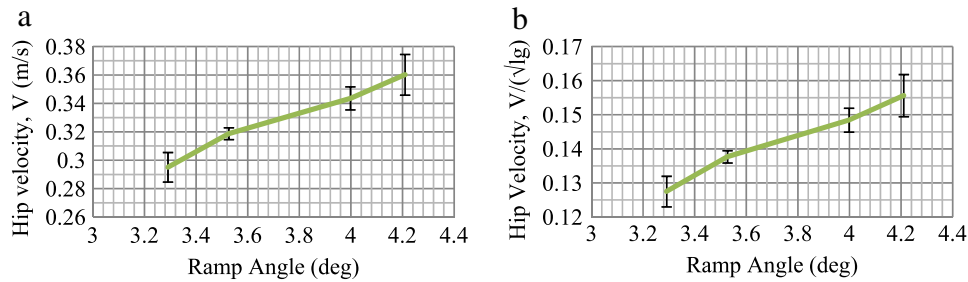 a
Hip velocity, V (m/s)
0.38
0.36
0.34
0.32
0.3
0.28
0.26
3 3.2 3.4 3.6 3.8 4 4.2 4.4
Ramp Angle (deg)
b
Hip Velocity, V/(√lg)
0.17
0.16
0.15
0.14
0.13
0.12
3 3.2 3.4 3.6 3.8 4 4.2 4.4
Ramp Angle (deg)